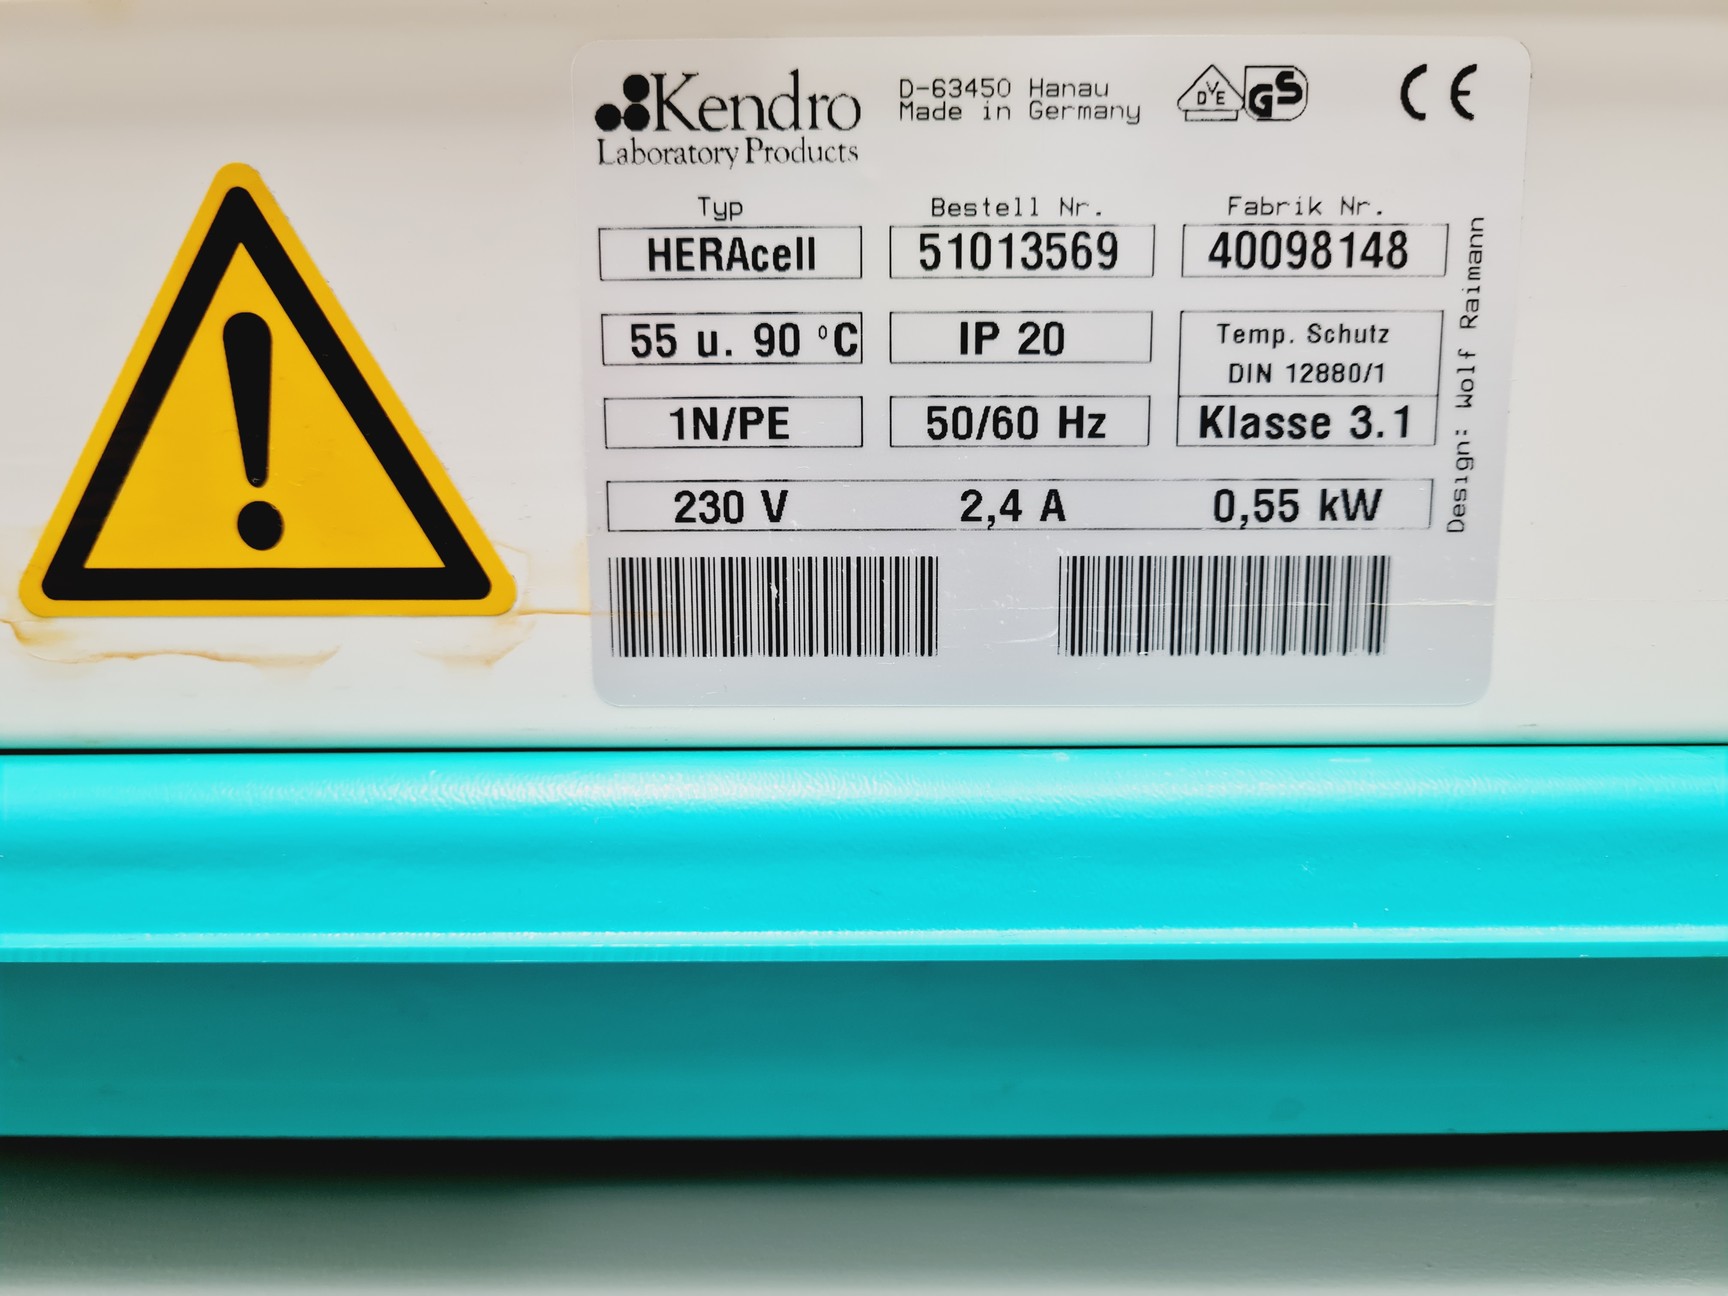 Kendro
Laboratory Products
D-63450 Hanau
Made in Germany
DVE GS
CE
Typ Bestell Nr. Fabrik Nr.
HERAcell 51013569 40098148
55 u. 90 °C IP 20 Temp. Schutz
DIN 12880/1
1N/PE 50/60 Hz Klasse 3.1
230 V 2,4 A 0,55 kW
Design: Wolf Raimann